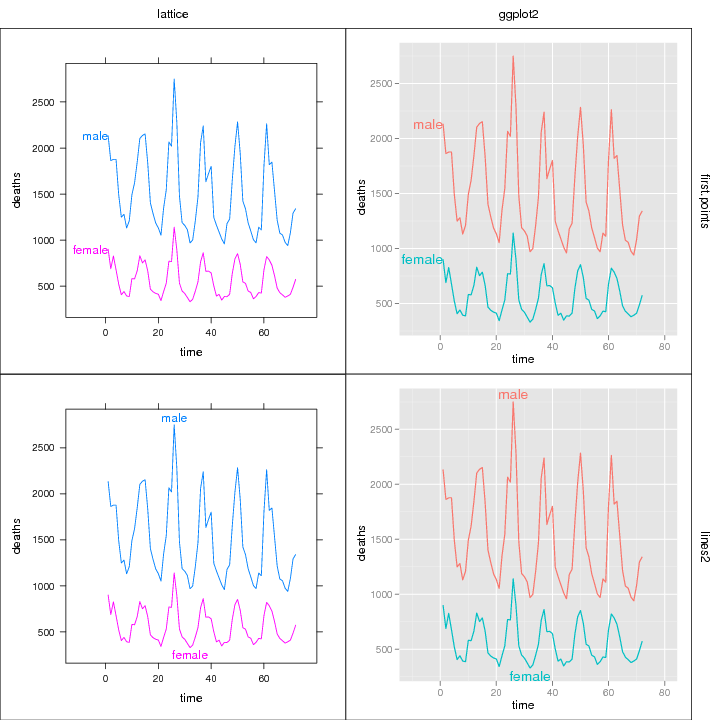 lattice
ggplot2
2500
2000
1500
1000
500
deaths
male
female
0
20
40
60
time
2500
2000
1500
1000
500
deaths
male
female
0
20
40
60
80
time
first.points
2500
2000
1500
1000
500
deaths
male
female
0
20
40
60
time
2500
2000
1500
1000
500
deaths
male
female
0
20
40
60
80
time
lines2